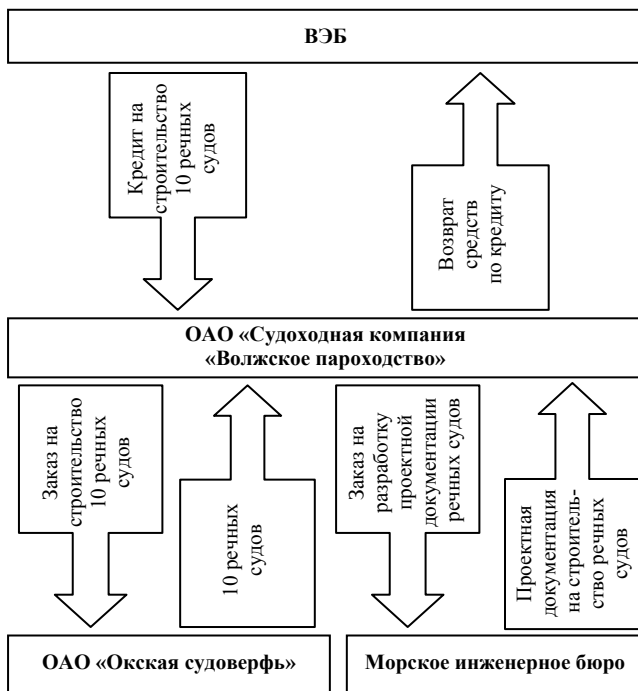 ВЭБ
Кредит на
строительство
10 речных
судов
Возврат
средств
по кредиту
ОАО «Судоходная компания
«Волжское пароходство»
Заказ на
строительство
10 речных
судов
10 речных
судов
Заказ на
разработку
проектной
документации
речных судов
Проектная
документация
на строитель-
ство речных
судов
ОАО «Окская судоверфь»
Морское инженерное бюро